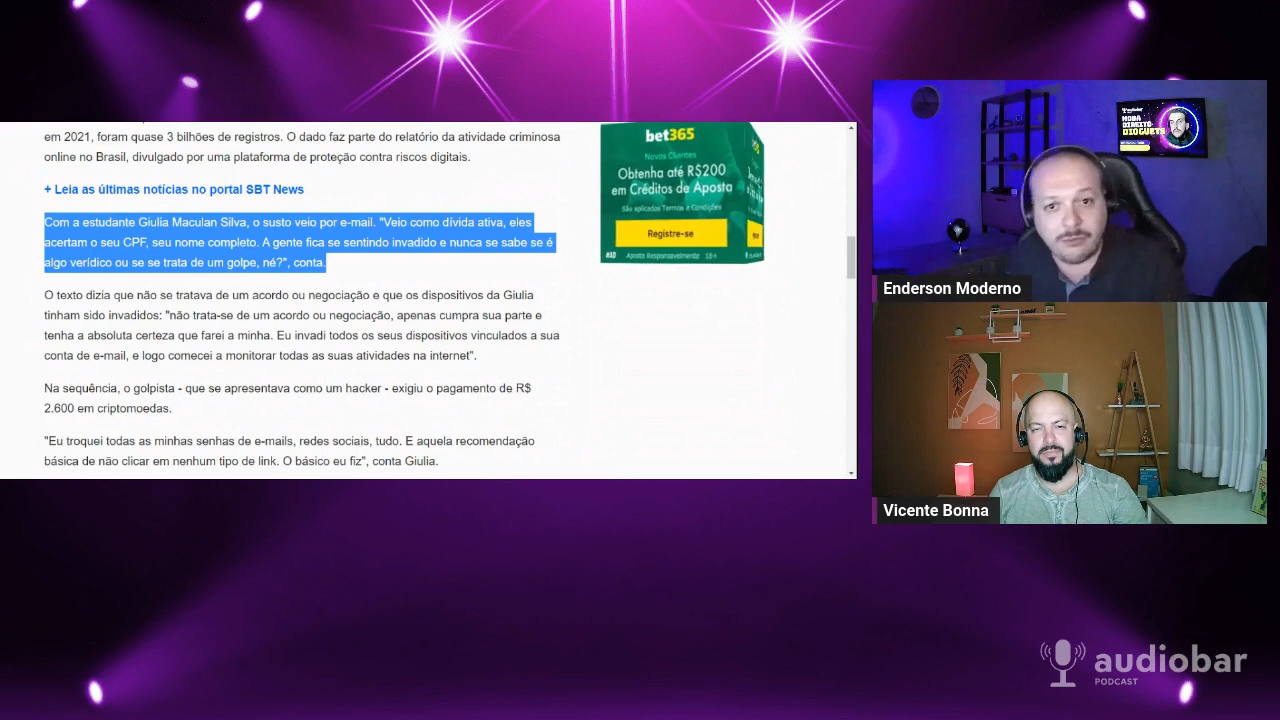 em 2021, foram quase 3 bilhões de registros. O dado faz parte do relatório da atividade criminosa
online no Brasil, divulgado por uma plataforma de proteção contra riscos digitais.
+ Leia as últimas notícias no portal SBT News
Com a estudante Giulia Maculan Silva, o susto veio por e-mail. "Veio como dívida ativa, eles
acertam o seu CPF, seu nome completo. A gente fica se sentindo invadido e nunca se sabe se é
algo verídico ou se se trata de um golpe, né?", conta.
O texto dizia que não se tratava de um acordo ou negociação e que os dispositivos da Giulia
tinham sido invadidos: "não trata-se de um acordo ou negociação, apenas cumpra sua parte e
tenha a absoluta certeza que farei a minha. Eu invadi todos os seus dispositivos vinculados a sua
conta de e-mail, e logo comecei a monitorar todas as suas atividades na internet".
Na sequência, o golpista - que se apresentava como um hacker - exigiu o pagamento de R$
2.600 em criptomoedas.
"Eu troquei todas as minhas senhas de e-mails, redes sociais, tudo. E aquela recomendação
básica de não clicar em nenhum tipo de link. O básico eu fiz", conta Giulia.
bet365
Novos Clientes
Obtenha até R$200
em Créditos de Aposta
São aplicados Termos e Condições
Registre-se
#AD Aposta Responsavelmente 18+
audiobar
MODA
DIREITO
DIOGUETE
Enderson Moderno
Vicente Bonna
audiobar
PODCAST